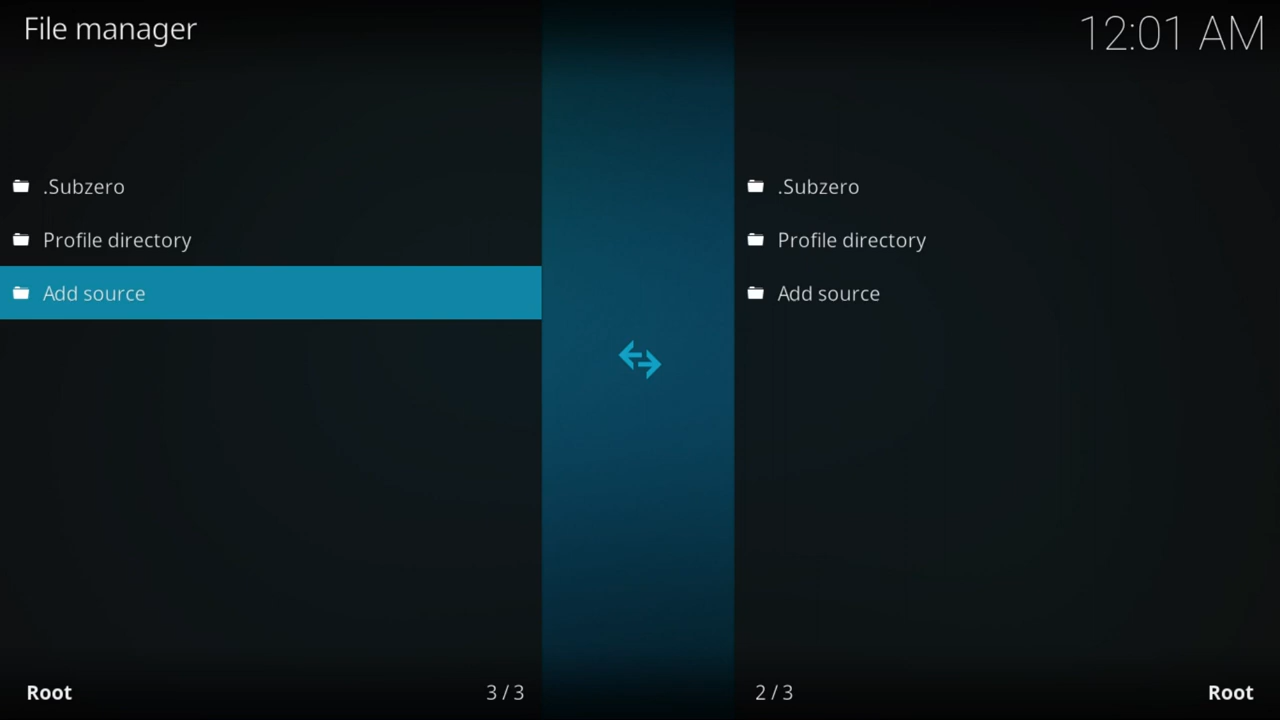 File manager
12:01 AM
.Subzero
Profile directory
Add source
.Subzero
Profile directory
Add source
Root
3 / 3
2 / 3
Root